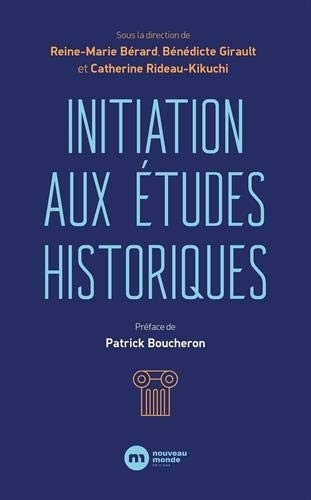 Sous la direction de
Reine-Marie Bérard, Bénédicte Girault
et Catherine Rideau-Kikuchi
INITIATION
AUX ÉTUDES
HISTORIQUES
Préface de
Patrick Boucheron
nm
nouveau
monde
éditions